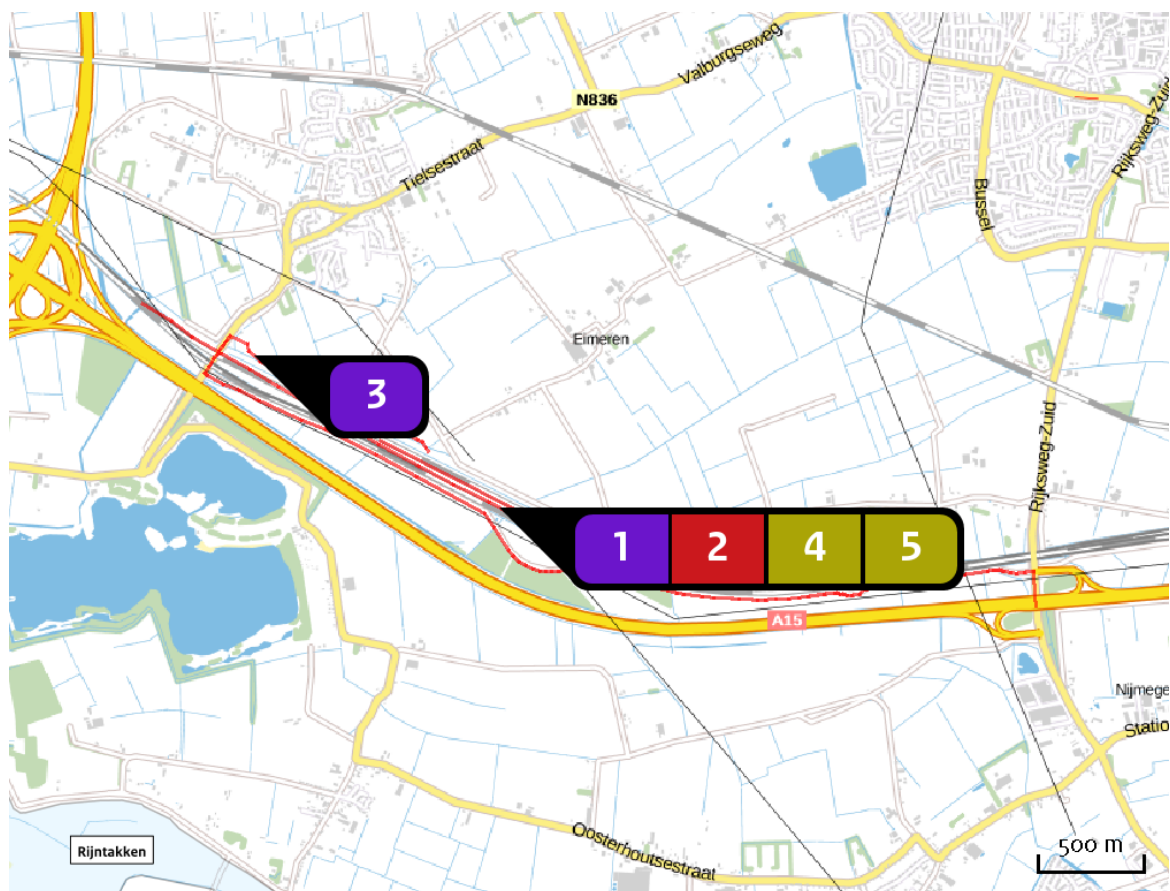 Valburgseweg
N836
Rijksweg-Zuid
Tielsestraat
Bussel
Eimeren
3
Rijksweg-Zuid
1 2 4 5
A15
Nijmege
Statio
Oosterhoutsestraat
Rijntakken
500 m